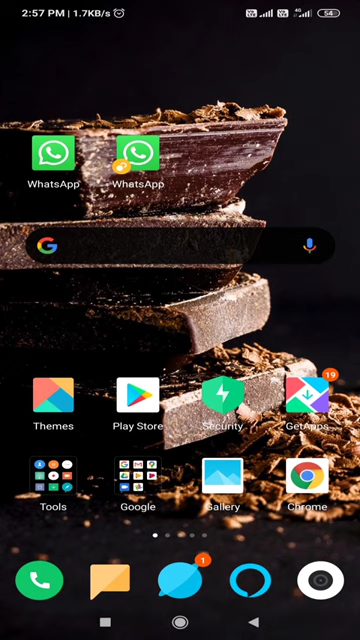 2:57 PM | 1.7KB/s
4G
54
WhatsApp
WhatsApp
Themes
Play Store
Security
19
GetApps
Tools
Google
Gallery
Chrome
1